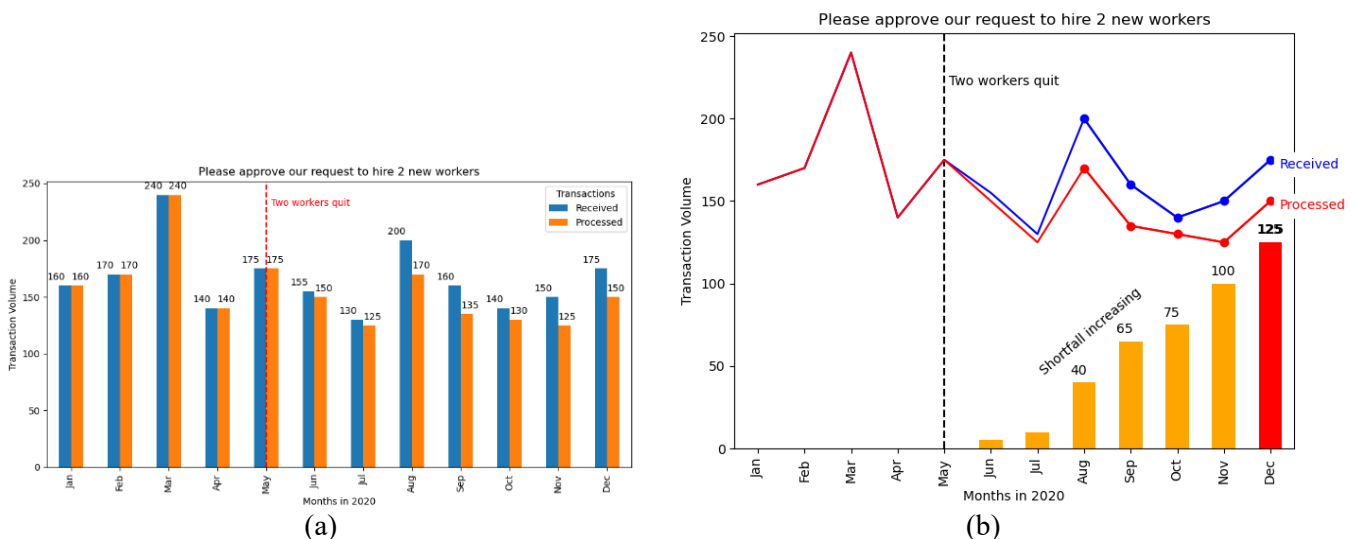 Please approve our request to hire 2 new workers
250
200
150
100
50
0
Transaction Volume
160 160
170 170
240 240
140 140
175 175
155 150
130 125
200 170
160 135
140 130
150 125
175 150
Two workers quit
Transactions
Received
Processed
Jan Feb Mar Apr May Jun Jul Aug Sep Oct Nov Dec
Months in 2020
(a)
Please approve our request to hire 2 new workers
250
200
150
100
50
0
Transaction Volume
Two workers quit
Received
Processed
Shortfall increasing
40
65
75
100
125
Jan Feb Mar Apr May Jun Jul Aug Sep Oct Nov Dec
Months in 2020
(b)